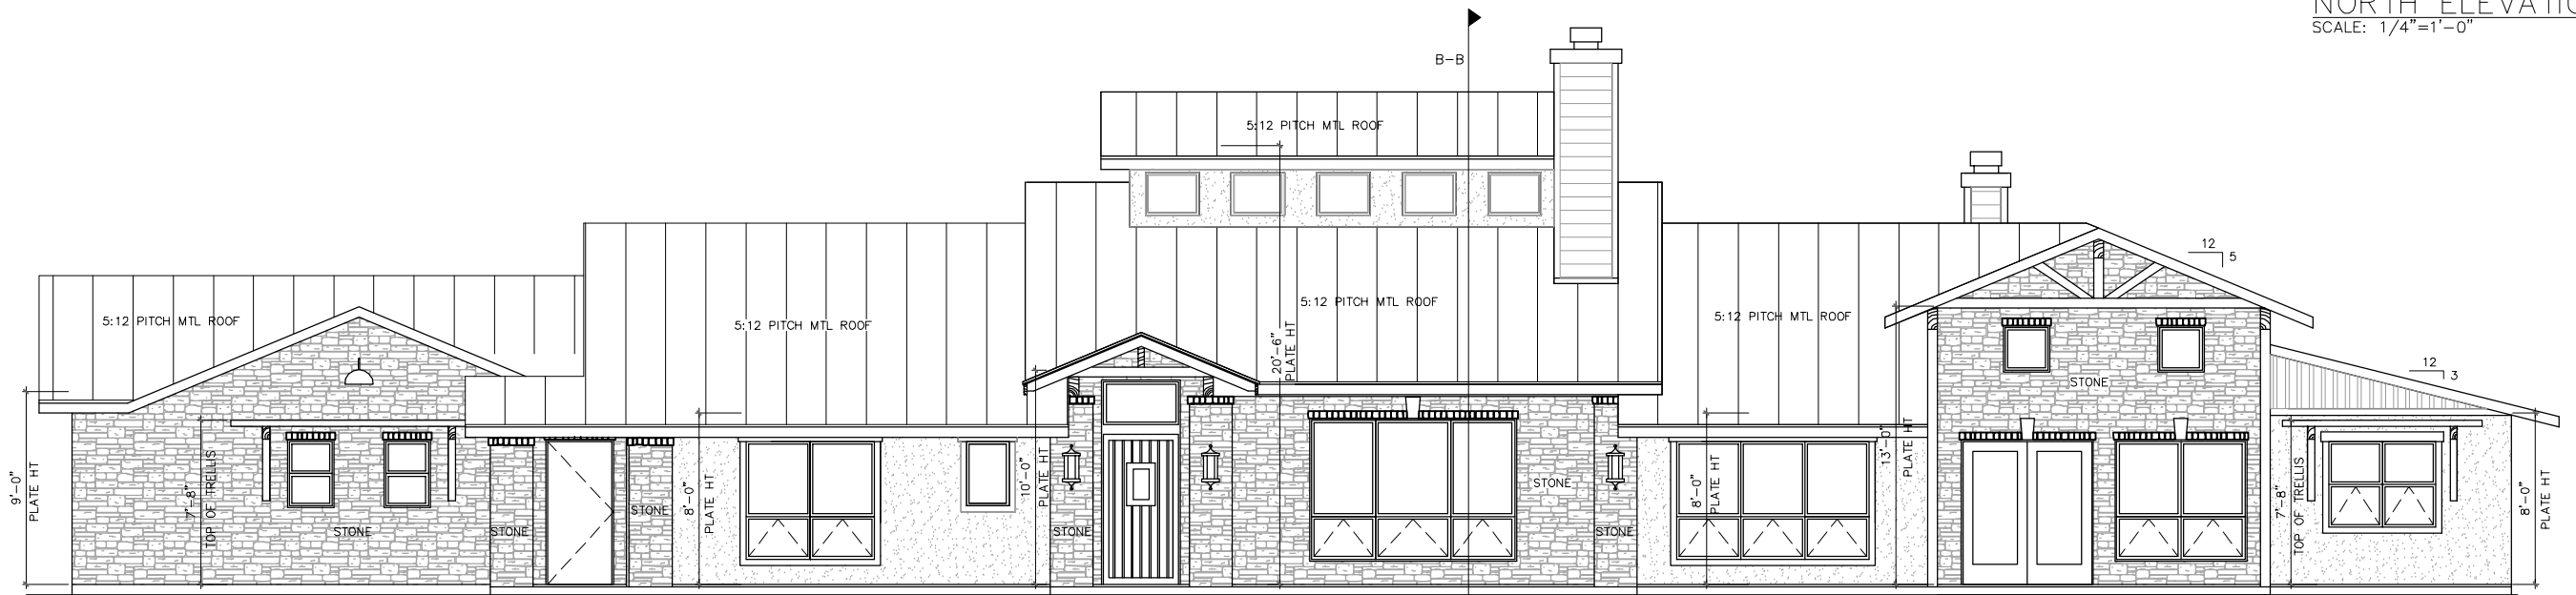 NORTH ELEVATIO
SCALE: 1/4"=1'-0"
B-B
5:12 PITCH MTL ROOF
12
5
5:12 PITCH MTL ROOF
5:12 PITCH MTL ROOF
5:12 PITCH MTL ROOF
5:12 PITCH MTL ROOF
20'-6"
PLATE HT
12
3
STONE
9'-0"
PLATE HT
7'-8"
TOP OF TRELLIS
STONE
STONE
STONE
8'-0"
PLATE HT
10'-0"
PLATE HT
STONE
STONE
STONE
8'-0"
PLATE HT
13'-0"
PLATE HT
7'-8"
TOP OF TRELLIS
8'-0"
PLATE HT